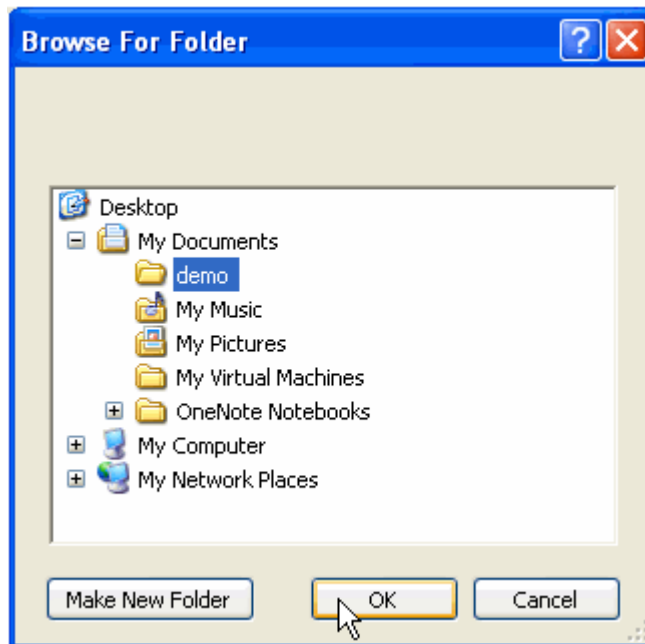 Browse For Folder
Desktop
My Documents
demo
My Music
My Pictures
My Virtual Machines
OneNote Notebooks
My Computer
My Network Places
Make New Folder OK Cancel